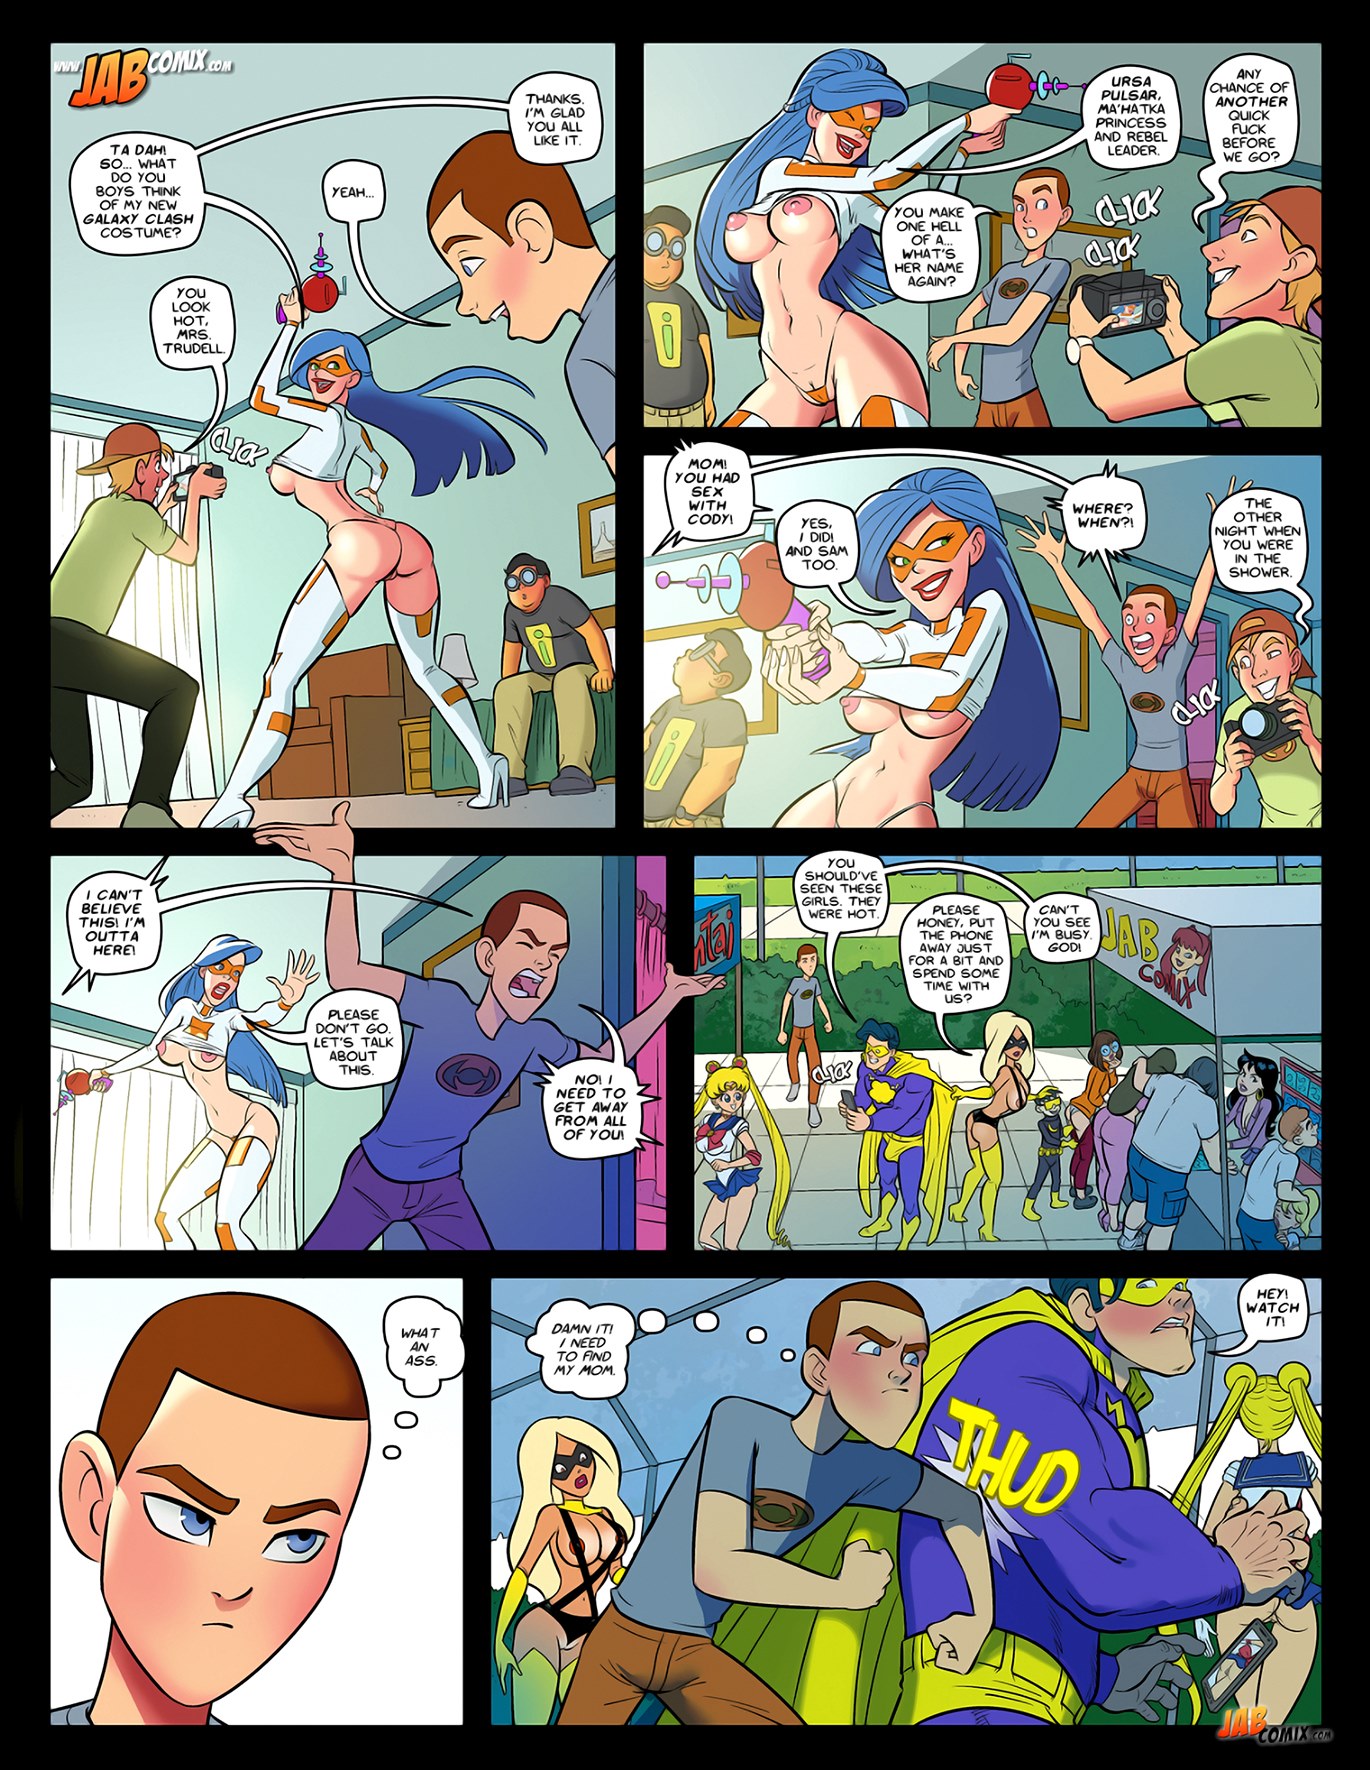 www.JABCOMIX.com
THANKS.
I'M GLAD
YOU ALL
LIKE IT.
TA DAH!
SO... WHAT
DO YOU
BOYS THINK
OF MY NEW
GALAXY CLASH
COSTUME?
YEAH...
YOU
LOOK
HOT,
MRS.
TRUDELL.
CLICK
URSA
PULSAR,
MA'HATKA
PRINCESS
AND REBEL
LEADER.
ANY
CHANCE OF
ANOTHER
QUICK
FUCK
BEFORE
WE GO?
YOU MAKE
ONE HELL
OF A...
WHAT'S
HER NAME
AGAIN?
CLICK
CLICK
i
MOM!
YOU HAD
SEX
WITH
CODY!
YES,
I DID!
AND SAM
TOO.
WHERE?
WHEN?!
THE
OTHER
NIGHT WHEN
YOU WERE
IN THE
SHOWER.
CLICK
i
I CAN'T
BELIEVE
THIS! I'M
OUTTA
HERE!
PLEASE
DON'T GO.
LET'S TALK
ABOUT
THIS.
NO! I
NEED TO
GET AWAY
FROM ALL
OF YOU!
YOU
SHOULD'VE
SEEN THESE
GIRLS. THEY
WERE HOT.
PLEASE
HONEY, PUT
THE PHONE
AWAY JUST
FOR A BIT AND
SPEND SOME
TIME WITH
US?
CAN'T
YOU SEE
I'M BUSY.
GOD!
CLICK
ntai
JAB
COMIX
WHAT
AN
ASS.
DAMN IT!
I NEED
TO FIND
MY MOM.
HEY!
WATCH
IT!
THUD
JABCOMIX.com